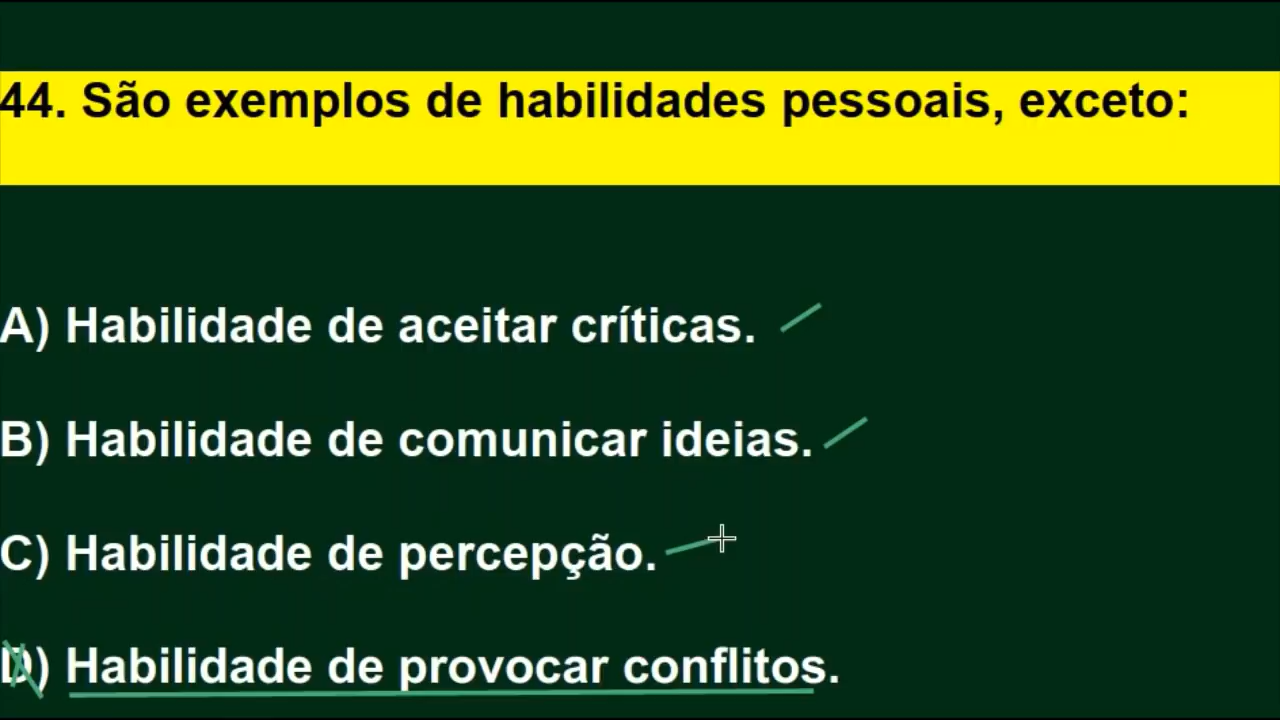 44. São exemplos de habilidades pessoais, exceto:
A) Habilidade de aceitar críticas.
B) Habilidade de comunicar ideias.
C) Habilidade de percepção.
D) Habilidade de provocar conflitos.